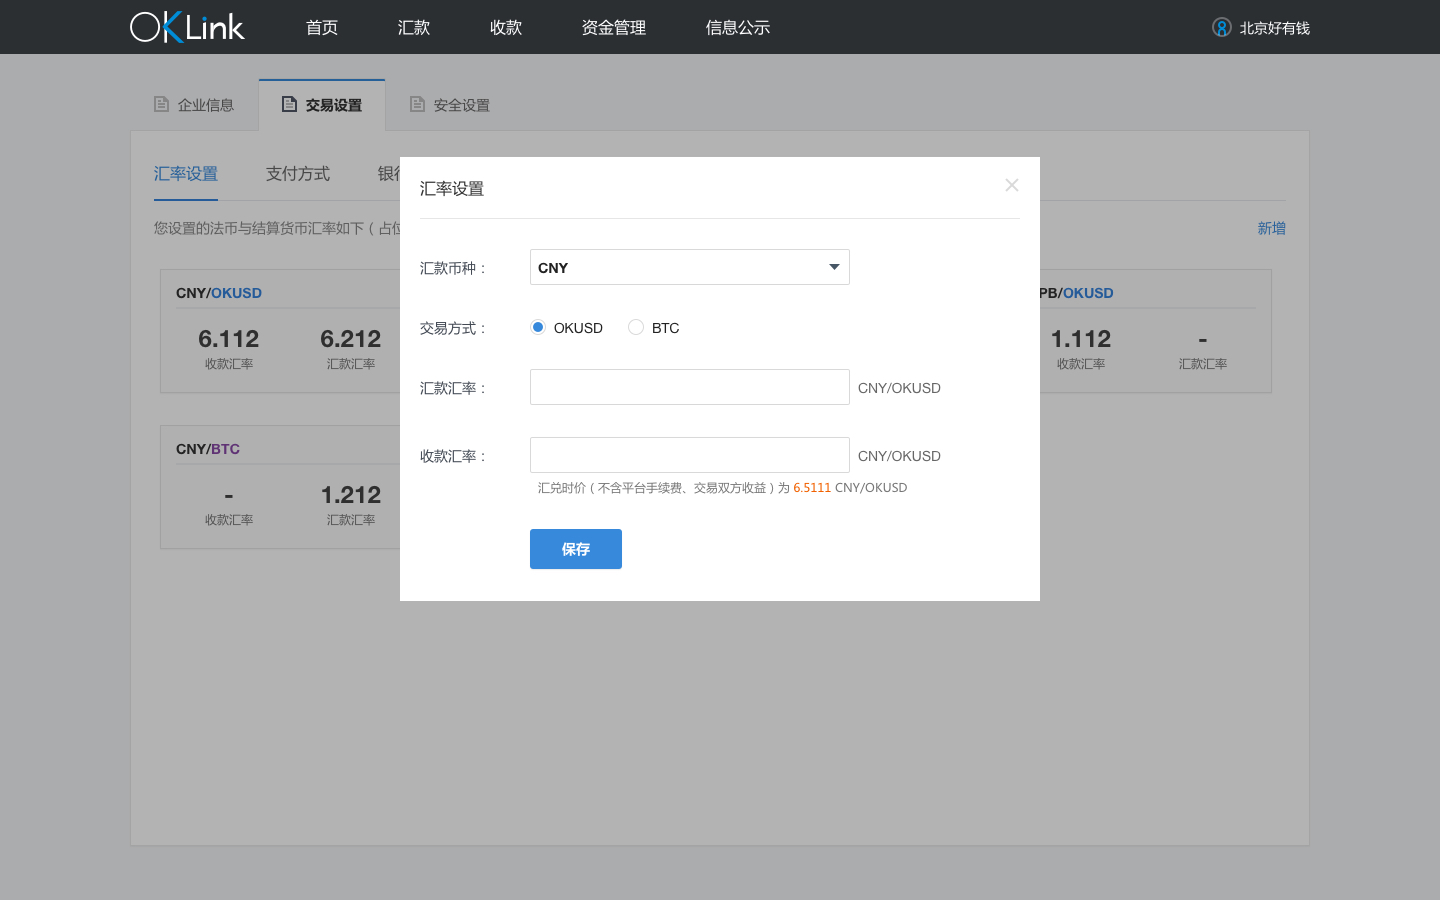 OKLink 首页 汇款 收款 资金管理 信息公示 北京好有钱
企业信息 交易设置 安全设置
汇率设置 支付方式 银行
您设置的法币与结算货币汇率如下（占位 新增
CNY/OKUSD
6.112 6.212
收款汇率 汇款汇率
PB/OKUSD
1.112 -
收款汇率 汇款汇率
CNY/BTC
- 1.212
收款汇率 汇款汇率
汇率设置
汇款币种： CNY
交易方式： OKUSD BTC
汇款汇率： CNY/OKUSD
收款汇率： CNY/OKUSD
汇兑时价（不含平台手续费、交易双方收益）为 6.5111 CNY/OKUSD
保存